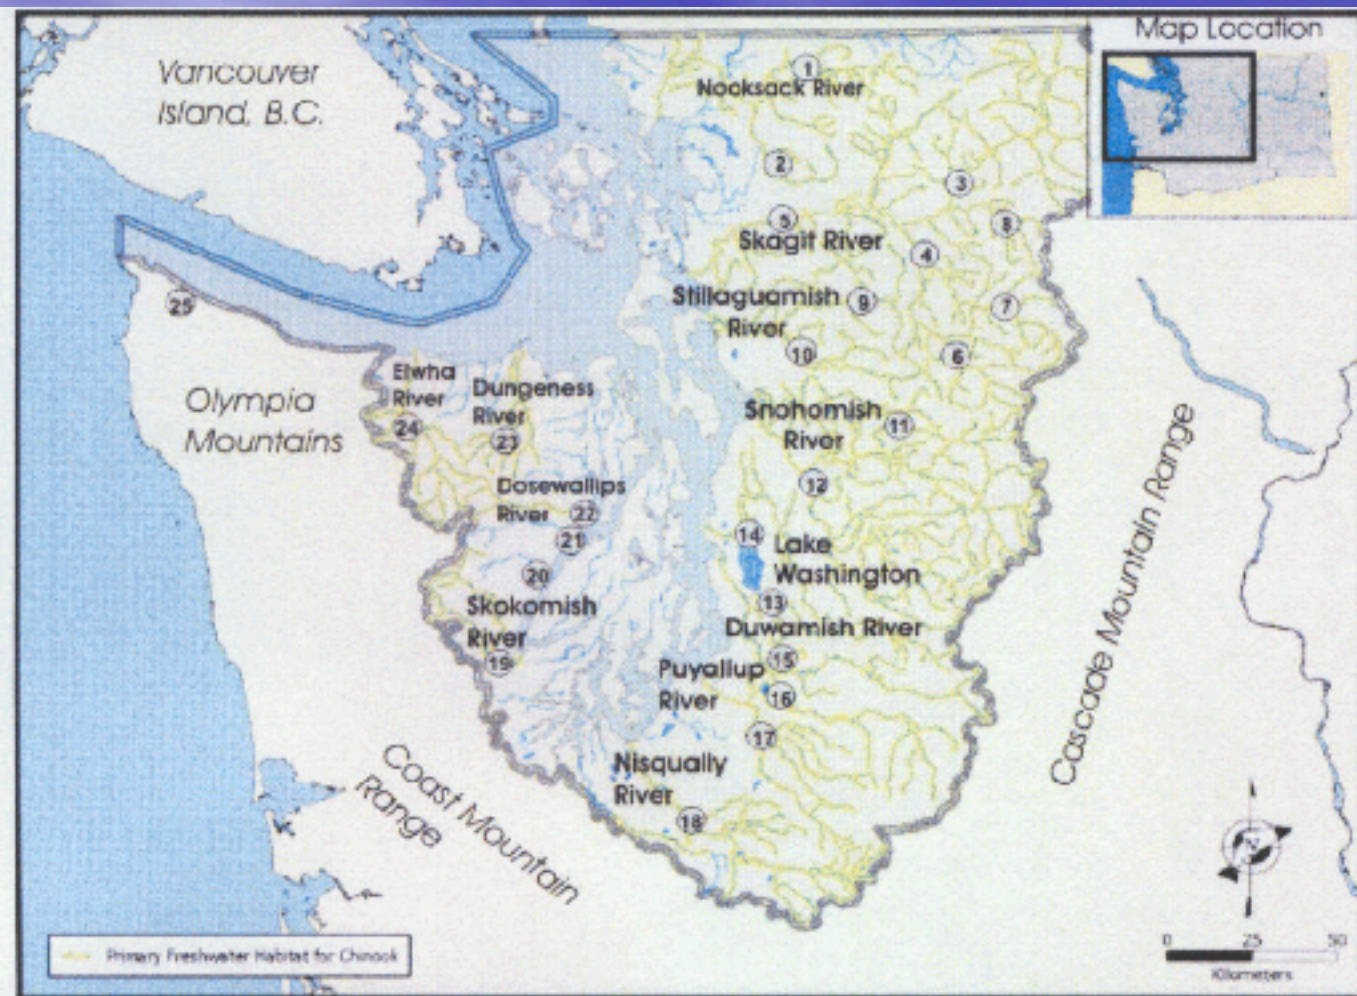 Map Location
Vancouver
Island, B.C.
1
Nooksack River
2
3
5
8
Skagit River
4
Stillaguamish
River
9
7
25
10
6
Elwha
River
Dungeness
River
Olympia
Mountains
Snohomish
River
11
24
23
Dosewallips
River
22
12
21
14
Lake
Washington
20
13
Skokomish
River
Duwamish River
19
15
Puyallup
River
16
17
Cascade Mountain Range
Nisqually
River
18
Coast Mountain
Range
N
Primary Freshwater Habitat for Chinook
0 25 50
Kilometers